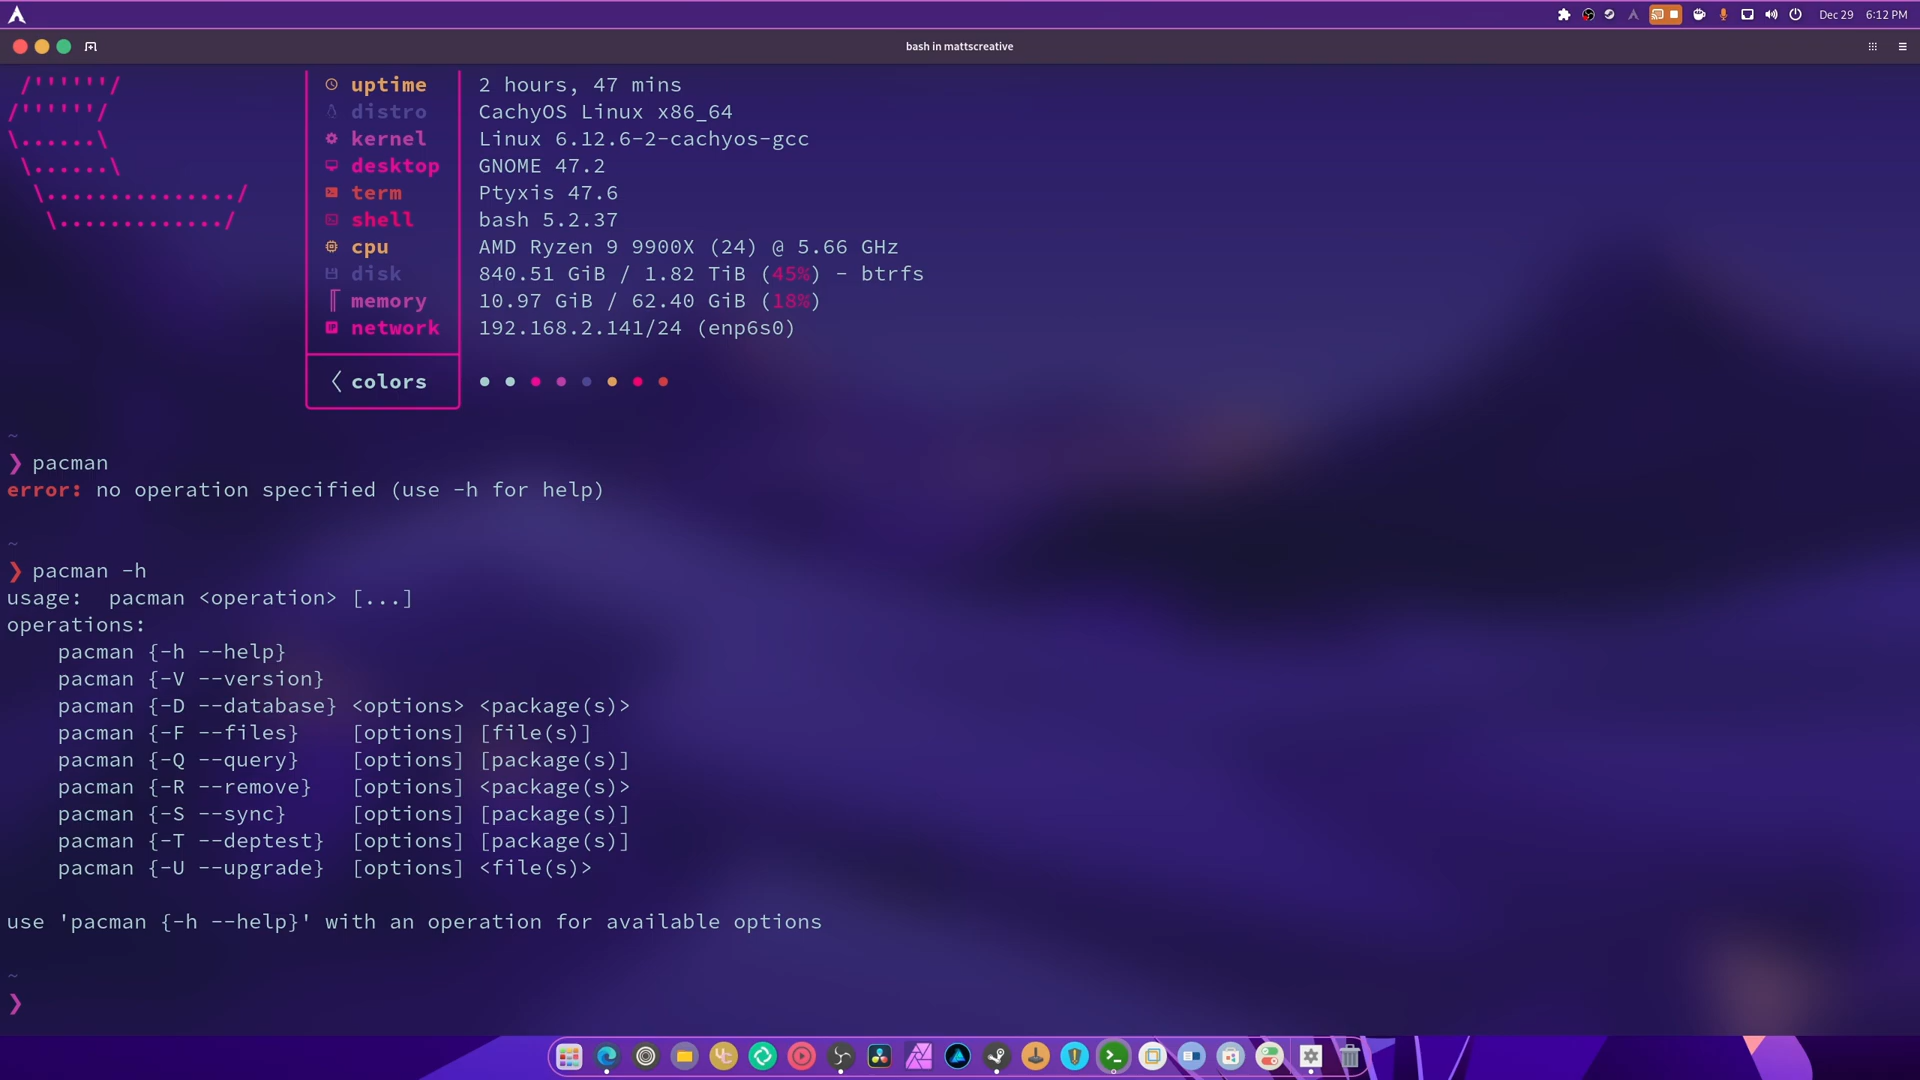 Dec 29 6:12 PM
bash in mattscreative
/''''''/
/''''''/
\......\
\......\
\.............../
\............./
uptime 2 hours, 47 mins
distro CachyOS Linux x86_64
kernel Linux 6.12.6-2-cachyos-gcc
desktop GNOME 47.2
term Ptyxis 47.6
shell bash 5.2.37
cpu AMD Ryzen 9 9900X (24) @ 5.66 GHz
disk 840.51 GiB / 1.82 TiB (45%) - btrfs
memory 10.97 GiB / 62.40 GiB (18%)
network 192.168.2.141/24 (enp6s0)
colors
~
❯ pacman
error: no operation specified (use -h for help)
~
❯ pacman -h
usage:  pacman <operation> [...]
operations:
    pacman {-h --help}
    pacman {-V --version}
    pacman {-D --database} <options> <package(s)>
    pacman {-F --files}    [options] [file(s)]
    pacman {-Q --query}    [options] [package(s)]
    pacman {-R --remove}   [options] <package(s)>
    pacman {-S --sync}     [options] [package(s)]
    pacman {-T --deptest}  [options] [package(s)]
    pacman {-U --upgrade}  [options] <file(s)>
use 'pacman {-h --help}' with an operation for available options
~
❯